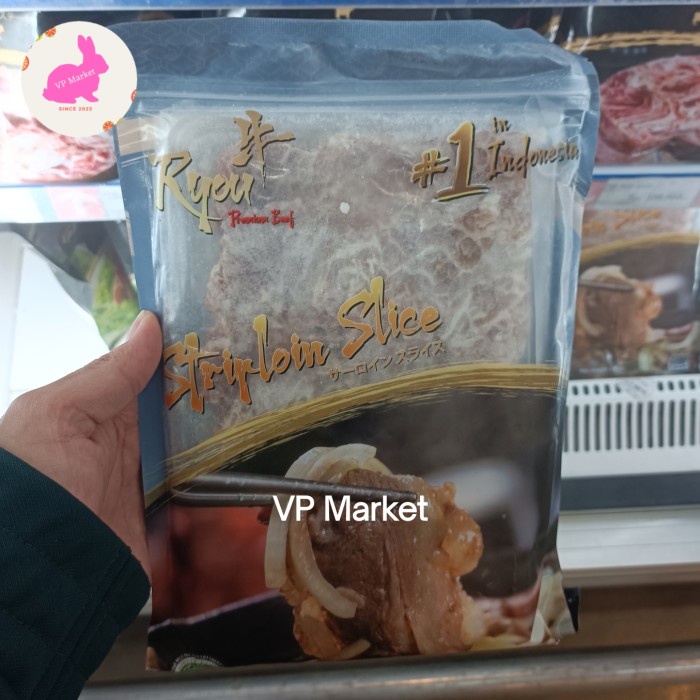 VP Market
SINCE 2023
牛
Ryou
Premium Beef
#1 in Indonesia
Striploin Slice
サーロインスライス
VP Market